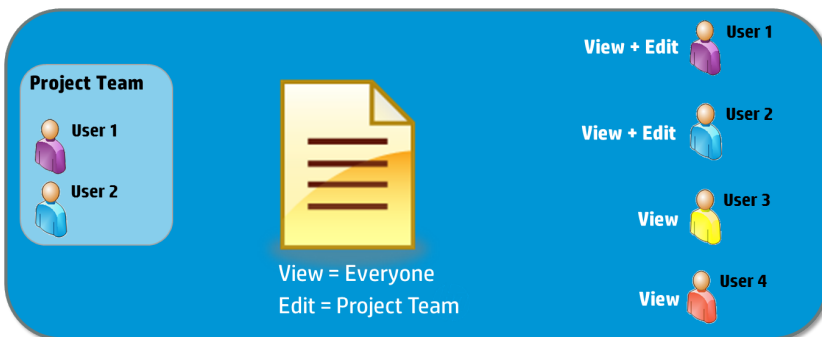 Project Team
User 1
User 2
View = Everyone
Edit = Project Team
View + Edit
User 1
View + Edit
User 2
View
User 3
View
User 4